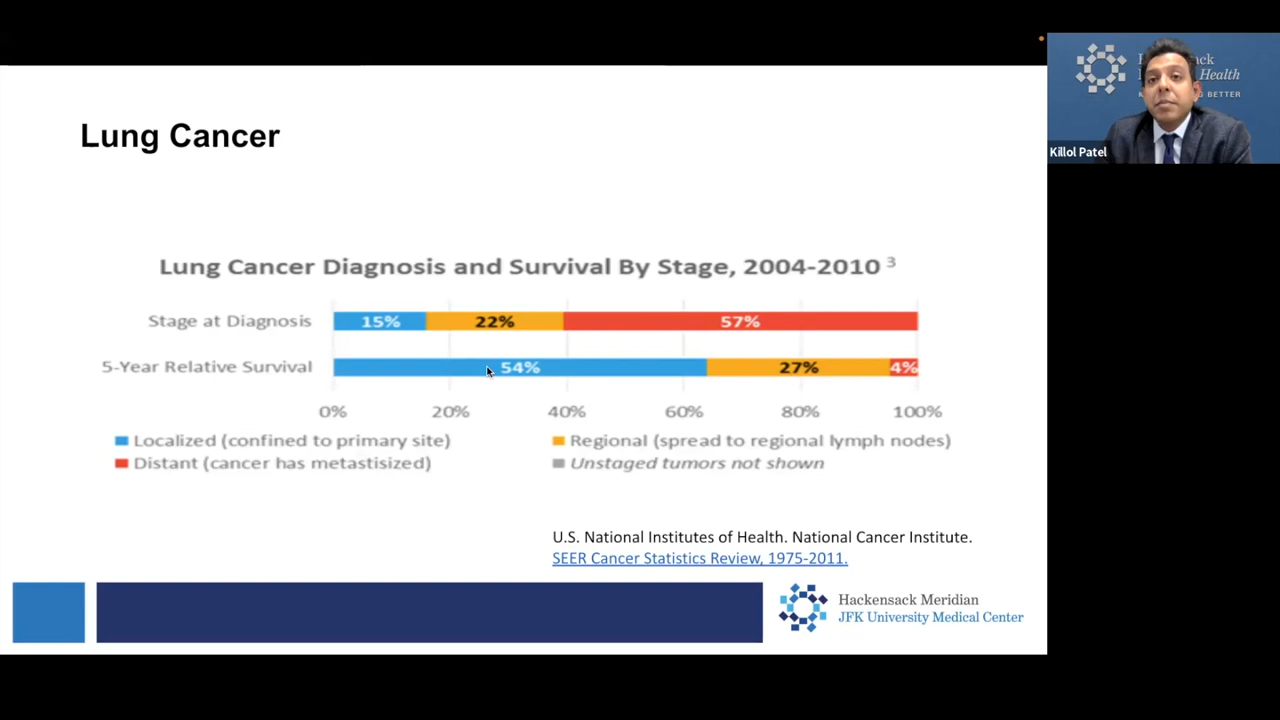 Lung Cancer
Lung Cancer Diagnosis and Survival By Stage, 2004-2010 3
Stage at Diagnosis 15% 22% 57%
5-Year Relative Survival 54% 27% 4%
0% 20% 40% 60% 80% 100%
Localized (confined to primary site) Regional (spread to regional lymph nodes)
Distant (cancer has metastisized) Unstaged tumors not shown
U.S. National Institutes of Health. National Cancer Institute.
SEER Cancer Statistics Review, 1975-2011.
Hackensack Meridian
JFK University Medical Center
Health
BETTER
Killol Patel